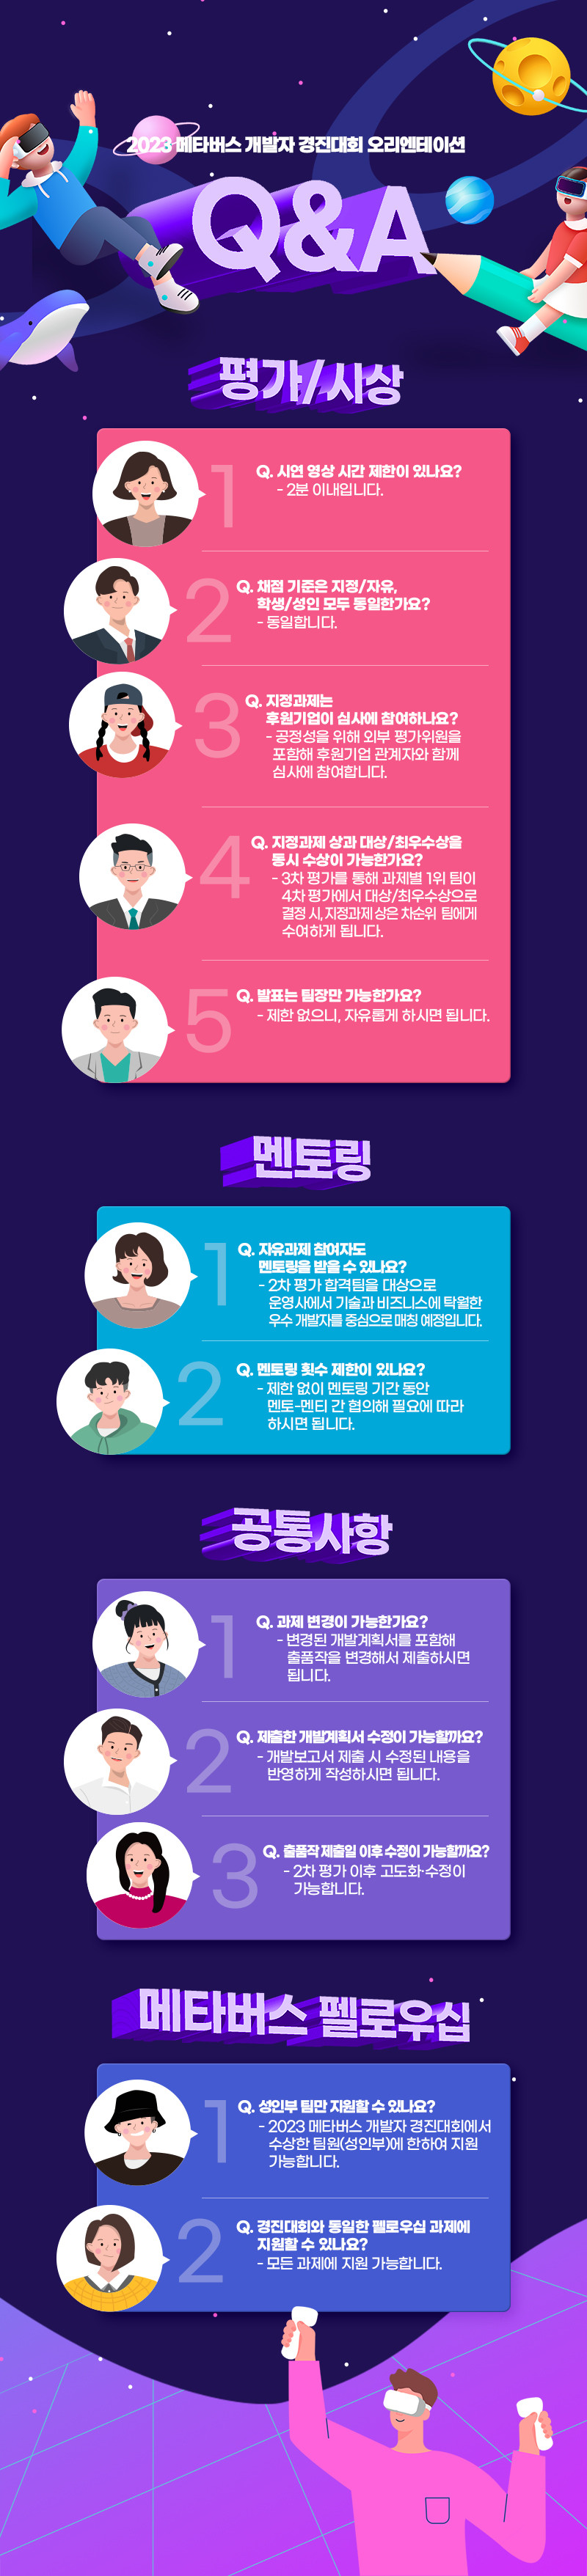 2023 메타버스 개발자 경진대회 오리엔테이션
Q&A
평가/시상
1
Q. 시연 영상 시간 제한이 있나요?
- 2분 이내입니다.
2
Q. 채점 기준은 지정/자유,
학생/성인 모두 동일한가요?
- 동일합니다.
3
Q. 지정과제는
후원기업이 심사에 참여하나요?
- 공정성을 위해 외부 평가위원을
포함해 후원기업 관계자와 함께
심사에 참여합니다.
4
Q. 지정과제 상과 대상/최우수상을
동시 수상이 가능한가요?
- 3차 평가를 통해 과제별 1위 팀이
4차 평가에서 대상/최우수상으로
결정 시, 지정과제 상은 차순위 팀에게
수여하게 됩니다.
5
Q. 발표는 팀장만 가능한가요?
- 제한 없으니, 자유롭게 하시면 됩니다.
멘토링
1
Q. 자유과제 참여자도
멘토링을 받을 수 있나요?
- 2차 평가 합격팀을 대상으로
운영사에서 기술과 비즈니스에 탁월한
우수 개발자를 중심으로 매칭 예정입니다.
2
Q. 멘토링 횟수 제한이 있나요?
- 제한 없이 멘토링 기간 동안
멘토-멘티 간 협의해 필요에 따라
하시면 됩니다.
공통사항
1
Q. 과제 변경이 가능한가요?
- 변경된 개발계획서를 포함해
출품작을 변경해서 제출하시면
됩니다.
2
Q. 제출한 개발계획서 수정이 가능할까요?
- 개발보고서 제출 시 수정된 내용을
반영하게 작성하시면 됩니다.
3
Q. 출품작 제출일 이후 수정이 가능할까요?
- 2차 평가 이후 고도화·수정이
가능합니다.
메타버스 펠로우십
1
Q. 성인부 팀만 지원할 수 있나요?
- 2023 메타버스 개발자 경진대회에서
수상한 팀원(성인부)에 한하여 지원
가능합니다.
2
Q. 경진대회와 동일한 펠로우십 과제에
지원할 수 있나요?
- 모든 과제에 지원 가능합니다.